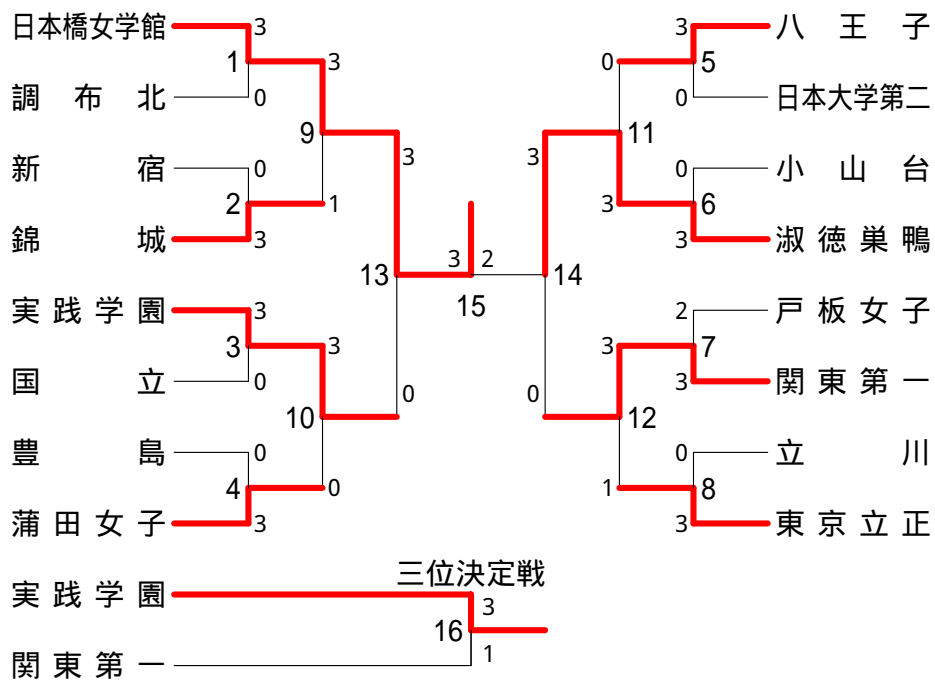 日本橋女学館 3 3 八王子
1 3 0 5
調布北 0 0 日本大学第二
9 3 3 11
新宿 0 0 小山台
2 1 3 6
錦城 3 3 淑徳巣鴨
13 3 2 14
15
実践学園 3 2 戸板女子
3 3 3 7
国立 0 3 関東第一
10 0 0 12
豊島 0 0 立川
4 0 1 8
蒲田女子 3 3 東京立正
三位決定戦
実践学園 3
16
関東第一 1